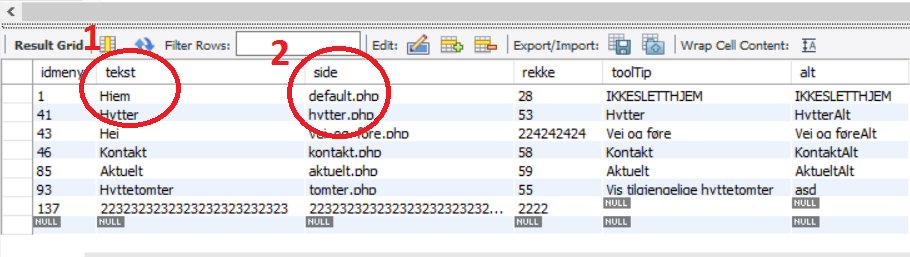 Result Grid 1 Filter Rows: Edit: Export/Import: Wrap Cell Content: IA
2
idmeny tekst side rekke toolTip alt
1 Hjem default.php 28 IKKESLETTHJEM IKKESLETTHJEM
41 Hytter hytter.php 53 Hytter HytterAlt
43 Hei vei-og-føre.php 224242424 Vei og føre Vei og føreAlt
46 Kontakt kontakt.php 58 Kontakt KontaktAlt
85 Aktuelt aktuelt.php 59 Aktuelt AktueltAlt
93 Hyttetomter tomter.php 55 Vis tilgjengelige hyttetomter asd
137 2232323232323232323232323 223232323232323232323232... 2222 NULL NULL
NULL NULL NULL NULL NULL NULL